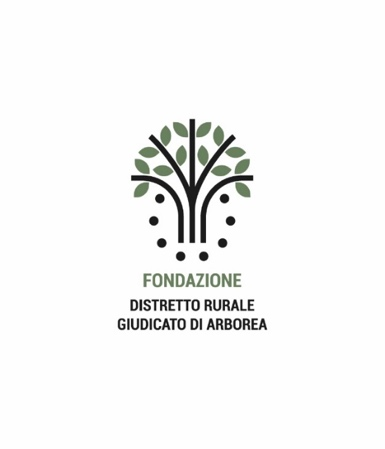 FONDAZIONE
DISTRETTO RURALE
GIUDICATO DI ARBOREA